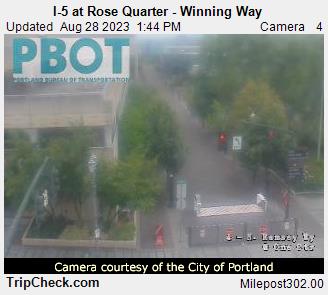 I-5 at Rose Quarter - Winning Way
Updated Aug 28 2023 1:44 PM Camera 4
PBOT
PORTLAND BUREAU OF TRANSPORTATION
Camera courtesy of the City of Portland
TripCheck.com Milepost302.00